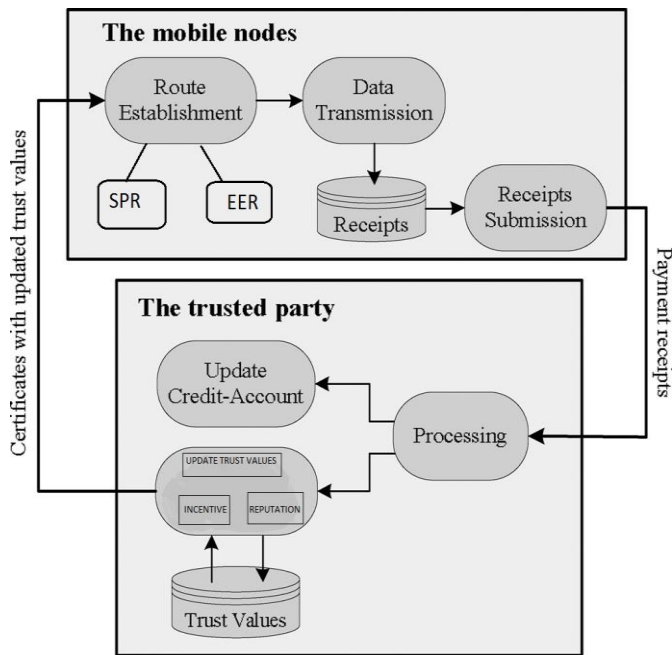 The mobile nodes
Route
Establishment
Data
Transmission
SPR
EER
Receipts
Receipts
Submission
Certificates with updated trust values
Payment receipts
The trusted party
Update
Credit-Account
Processing
UPDATE TRUST VALUES
INCENTIVE
REPUTATION
Trust Values